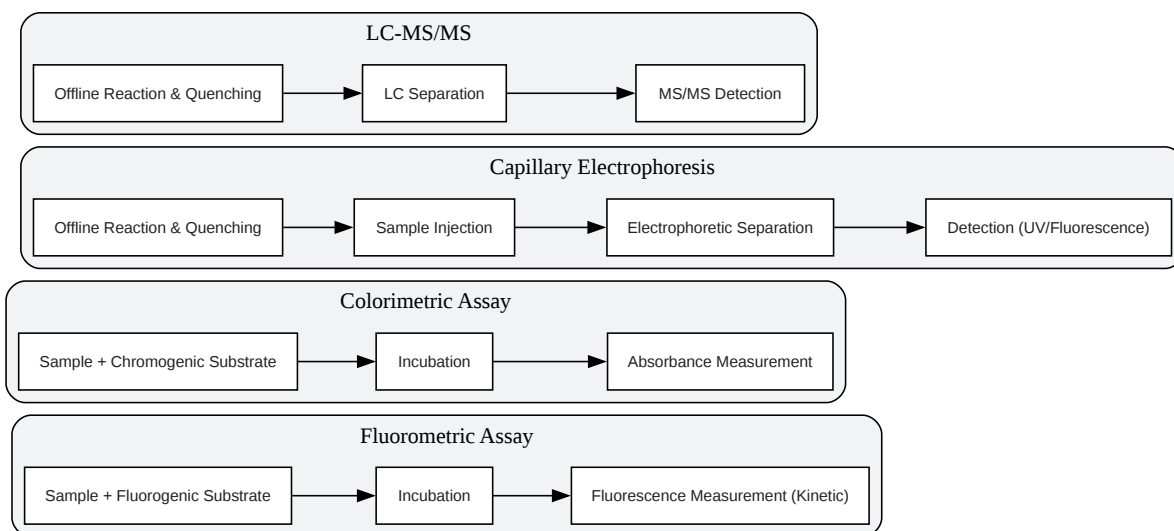 LC-MS/MS
Offline Reaction & Quenching
LC Separation
MS/MS Detection
Capillary Electrophoresis
Offline Reaction & Quenching
Sample Injection
Electrophoretic Separation
Detection (UV/Fluorescence)
Colorimetric Assay
Sample + Chromogenic Substrate
Incubation
Absorbance Measurement
Fluorometric Assay
Sample + Fluorogenic Substrate
Incubation
Fluorescence Measurement (Kinetic)